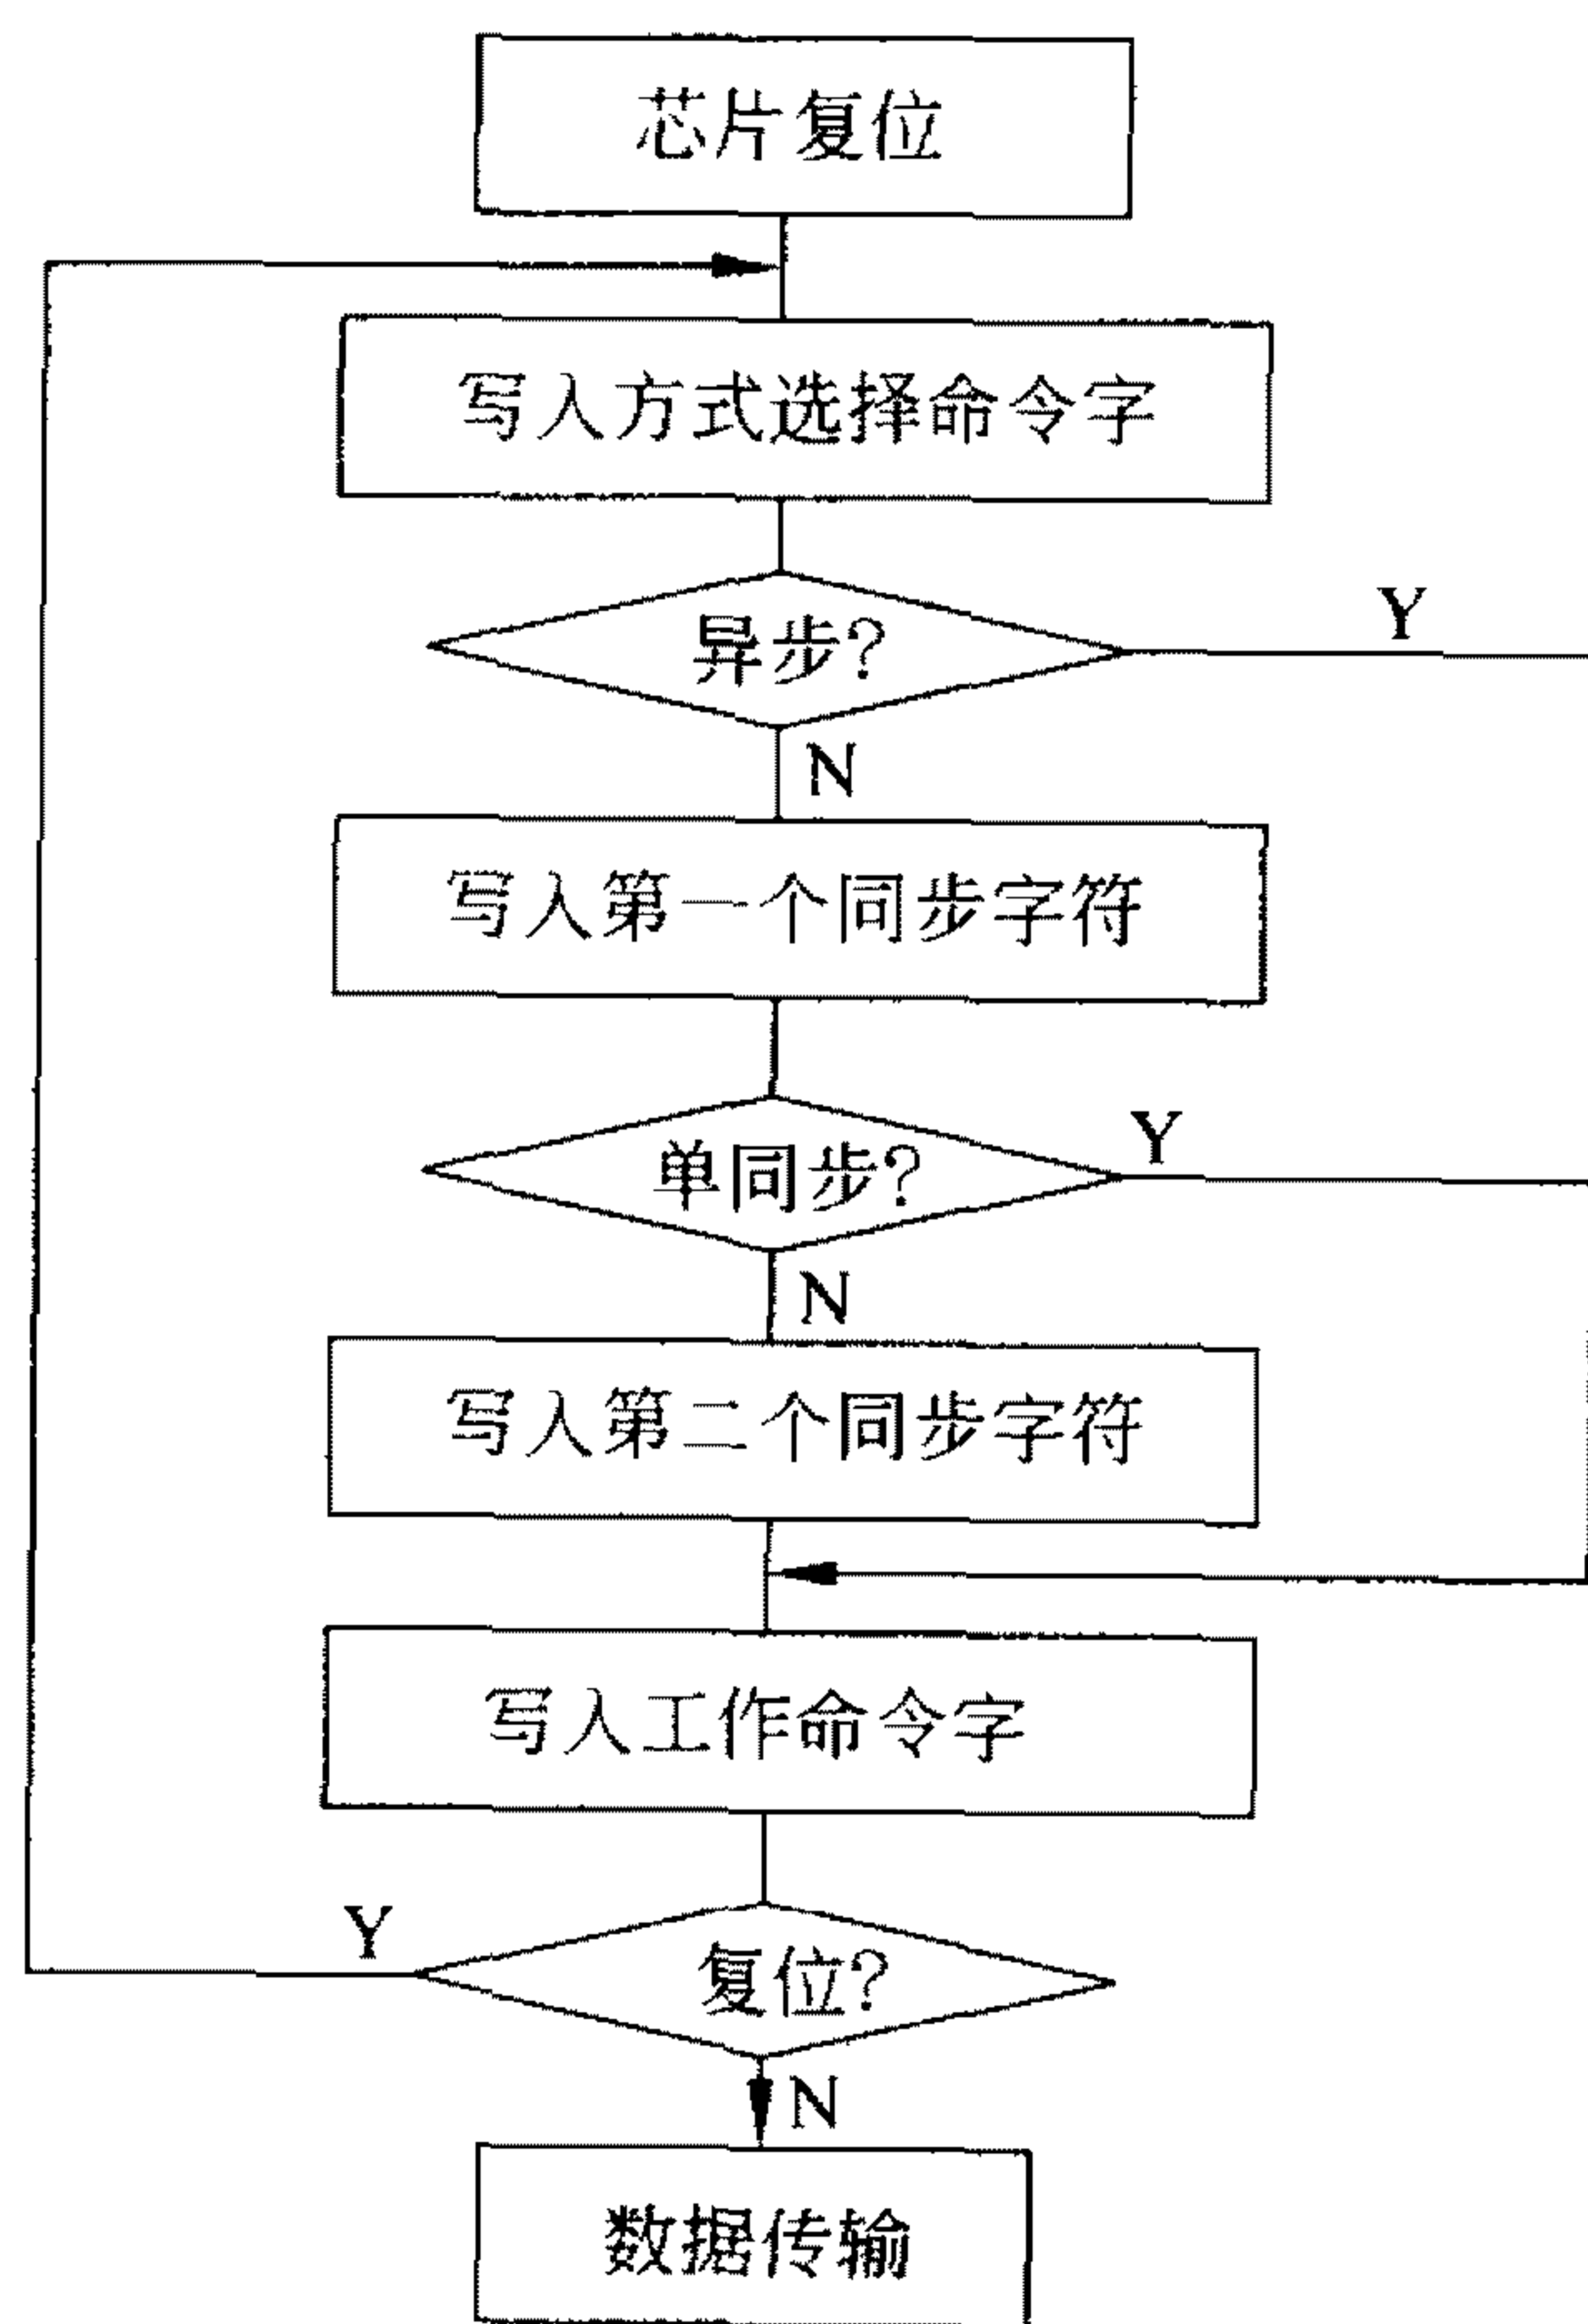 芯片复位
写入方式选择命令字
异步?
Y
N
写入第一个同步字符
单同步?
Y
N
写入第二个同步字符
写入工作命令字
Y
复位?
N
数据传输